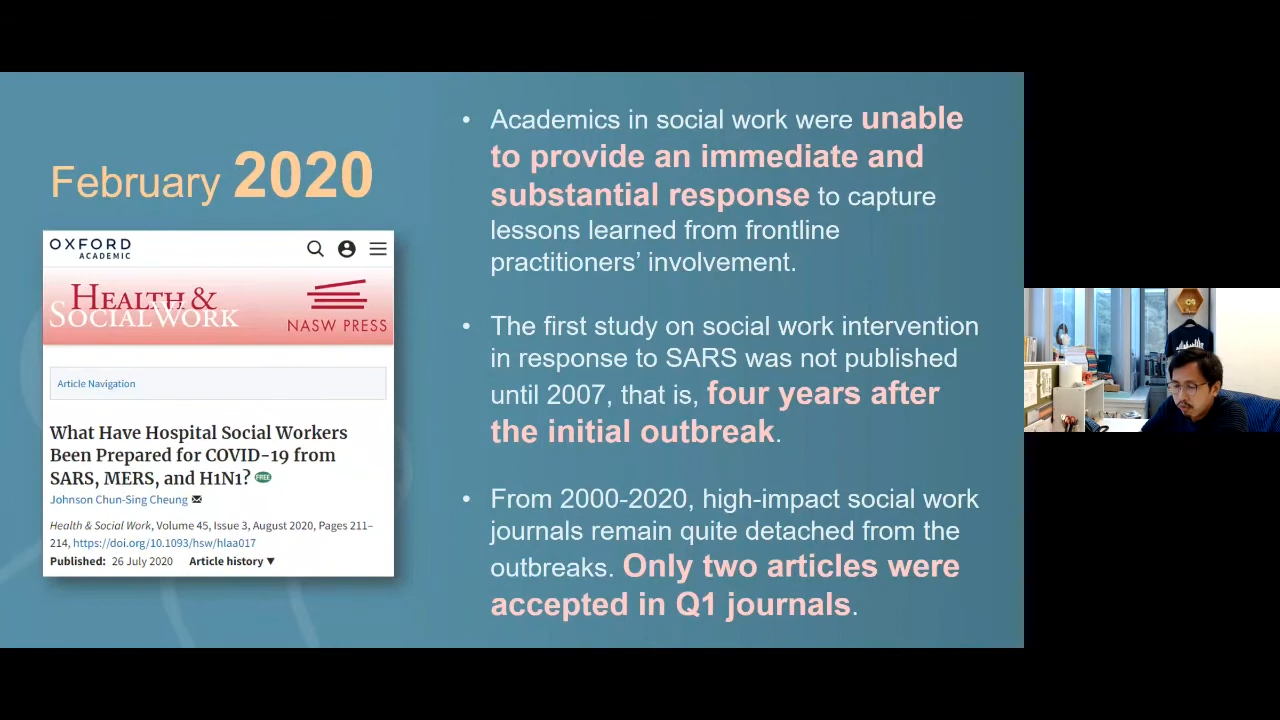 February 2020
OXFORD
ACADEMIC
HEALTH &
SOCIAL WORK
NASW PRESS
Article Navigation
What Have Hospital Social Workers
Been Prepared for COVID-19 from
SARS, MERS, and H1N1? FREE
Johnson Chun-Sing Cheung
Health & Social Work, Volume 45, Issue 3, August 2020, Pages 211–
214, https://doi.org/10.1093/hsw/hlaa017
Published: 26 July 2020 Article history ▼
• Academics in social work were unable
to provide an immediate and
substantial response to capture
lessons learned from frontline
practitioners’ involvement.
• The first study on social work intervention
in response to SARS was not published
until 2007, that is, four years after
the initial outbreak.
• From 2000-2020, high-impact social work
journals remain quite detached from the
outbreaks. Only two articles were
accepted in Q1 journals.